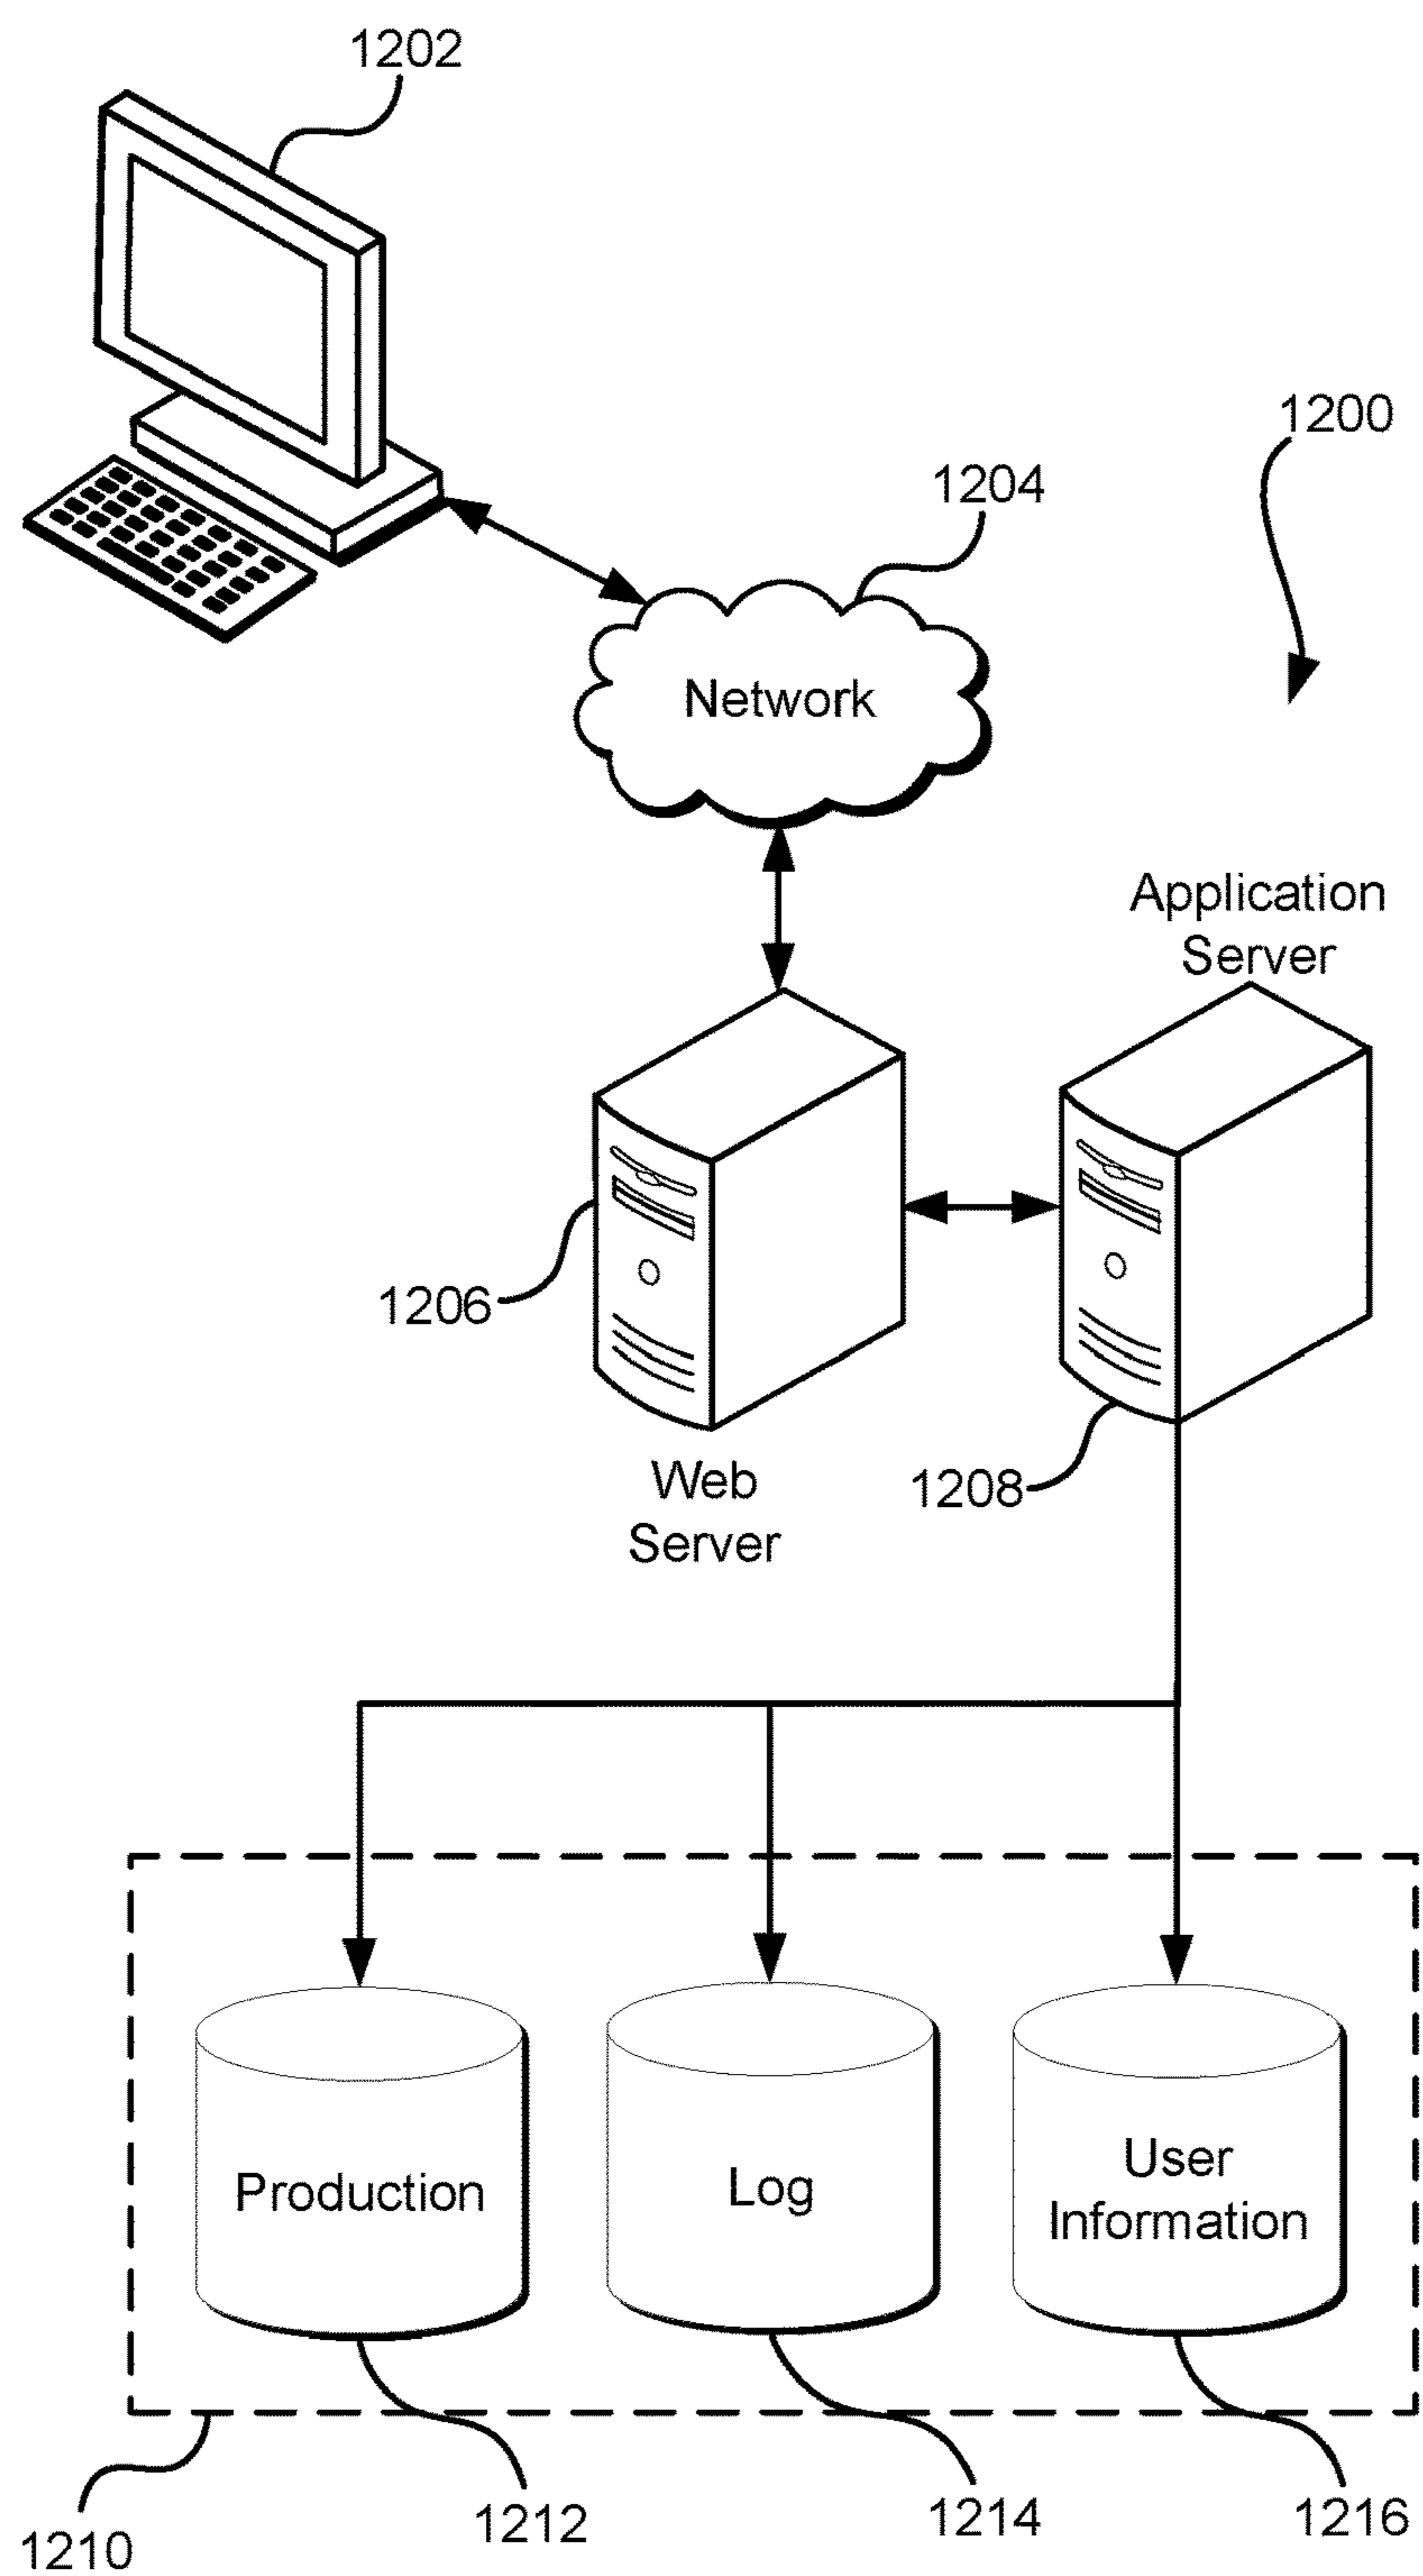 1202
1200
1204
Network
Application
Server
1206
1208
Web
Server
Production
Log
User
Information
1210
1212
1214
1216